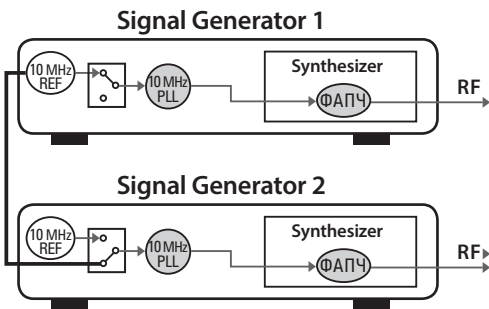 Signal Generator 1
10 MHz
REF
10 MHz
PLL
Synthesizer
ФАПЧ
RF
Signal Generator 2
10 MHz
REF
10 MHz
PLL
Synthesizer
ФАПЧ
RF